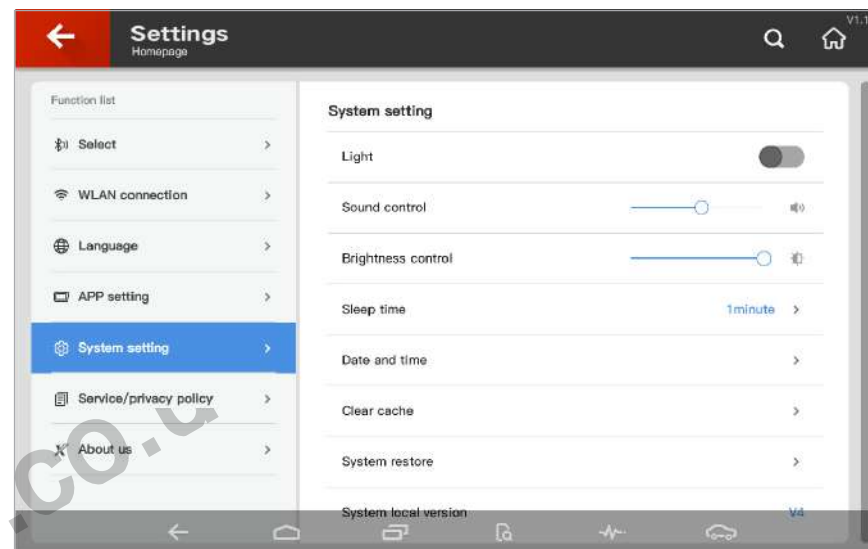 Settings
Homepage
V1.1
Function list
Select
WLAN connection
Language
APP setting
System setting
Service/privacy policy
About us
System setting
Light
Sound control
Brightness control
Sleep time 1minute
Date and time
Clear cache
System restore
System local version V4
.co.u